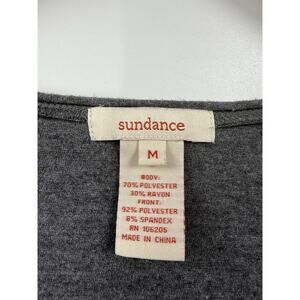 sundance
M
BODY:
70% POLYESTER
30% RAYON
FRONT:
92% POLYESTER
8% SPANDEX
RN 106205
MADE IN CHINA